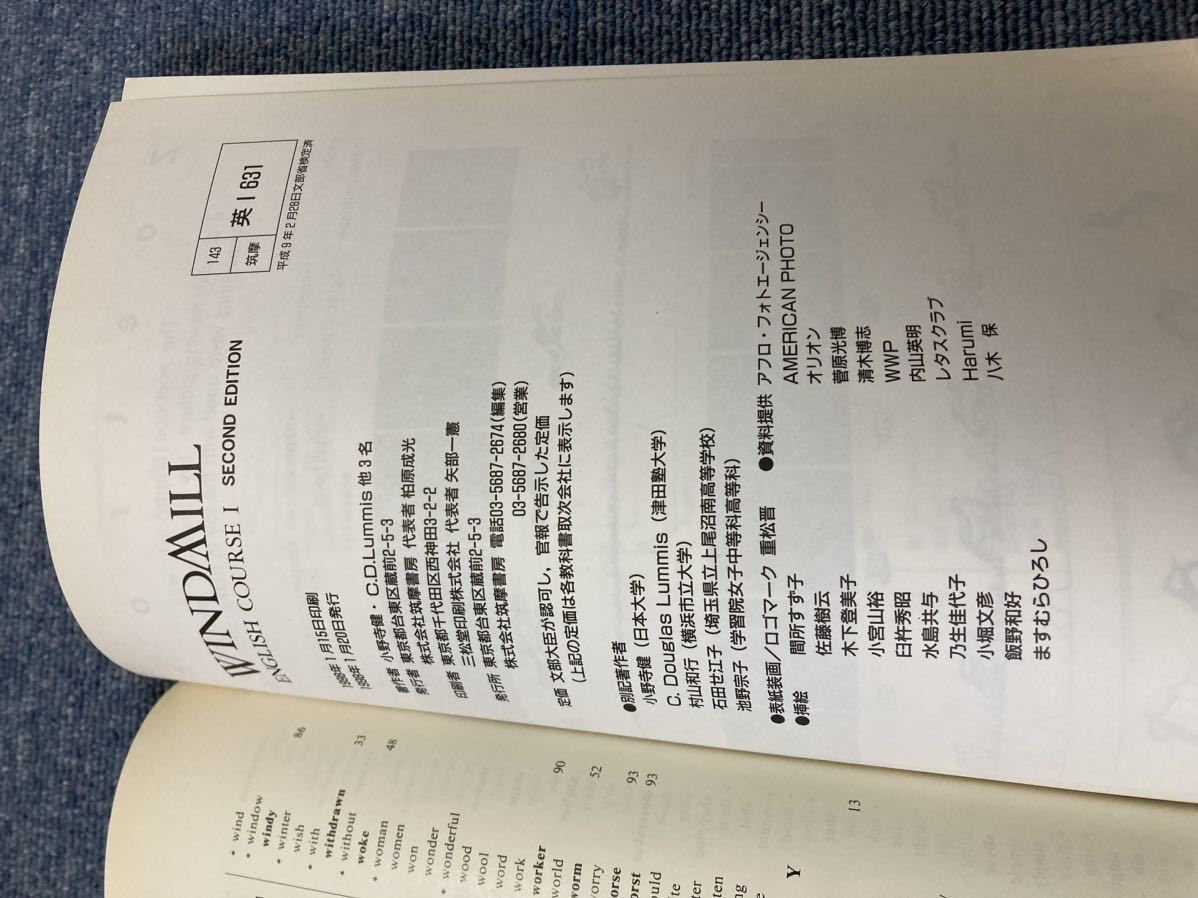 WINDMILL
ENGLISH COURSE I SECOND EDITION
143
筑摩
英 I 631
平成9年2月28日文部省検定済
1998年1月15日印刷
1998年1月20日発行
著作者 小野寺健・C.D.Lummis 他3名
発行者 東京都台東区蔵前2-5-3
株式会社筑摩書房 代表者 柏原成光
印刷者 東京都千代田区西神田3-2-2
三松堂印刷株式会社 代表者 矢部一憲
発行所 東京都台東区蔵前2-5-3
株式会社筑摩書房 電話03-5687-2674(編集)
03-5687-2680(営業)
定価 文部大臣が認可し,官報で告示した定価
(上記の定価は各教科書取次会社に表示します)
●別記著作者
小野寺健(日本大学)
C. Douglas Lummis(津田塾大学)
村山和行(横浜市立大学)
石田せ江子(埼玉県立上尾沼南高等学校)
池野宗子(学習院女子中等科高等科)
●表紙装画/ロゴマーク 重松晋
●挿絵 間所すず子
佐藤樹云
木下登美子
小宮山裕
臼杵秀昭
水島共与
乃生佳代子
小堀文彦
飯野和好
ますむらひろし
●資料提供 アフロ・フォトエージェンシー
AMERICAN PHOTO
オリオン
菅原光博
清木博志
WWP
内山英明
レタスクラブ
Harumi
八木 保
• wind
• window
windy 86
• winter
wish
• with
withdrawn 33
• without
woke 48
• woman
women
won
wonder
• wonderful
wood
wool
word
work
worker 90
world
worm 52
worry
93
93
Y
13